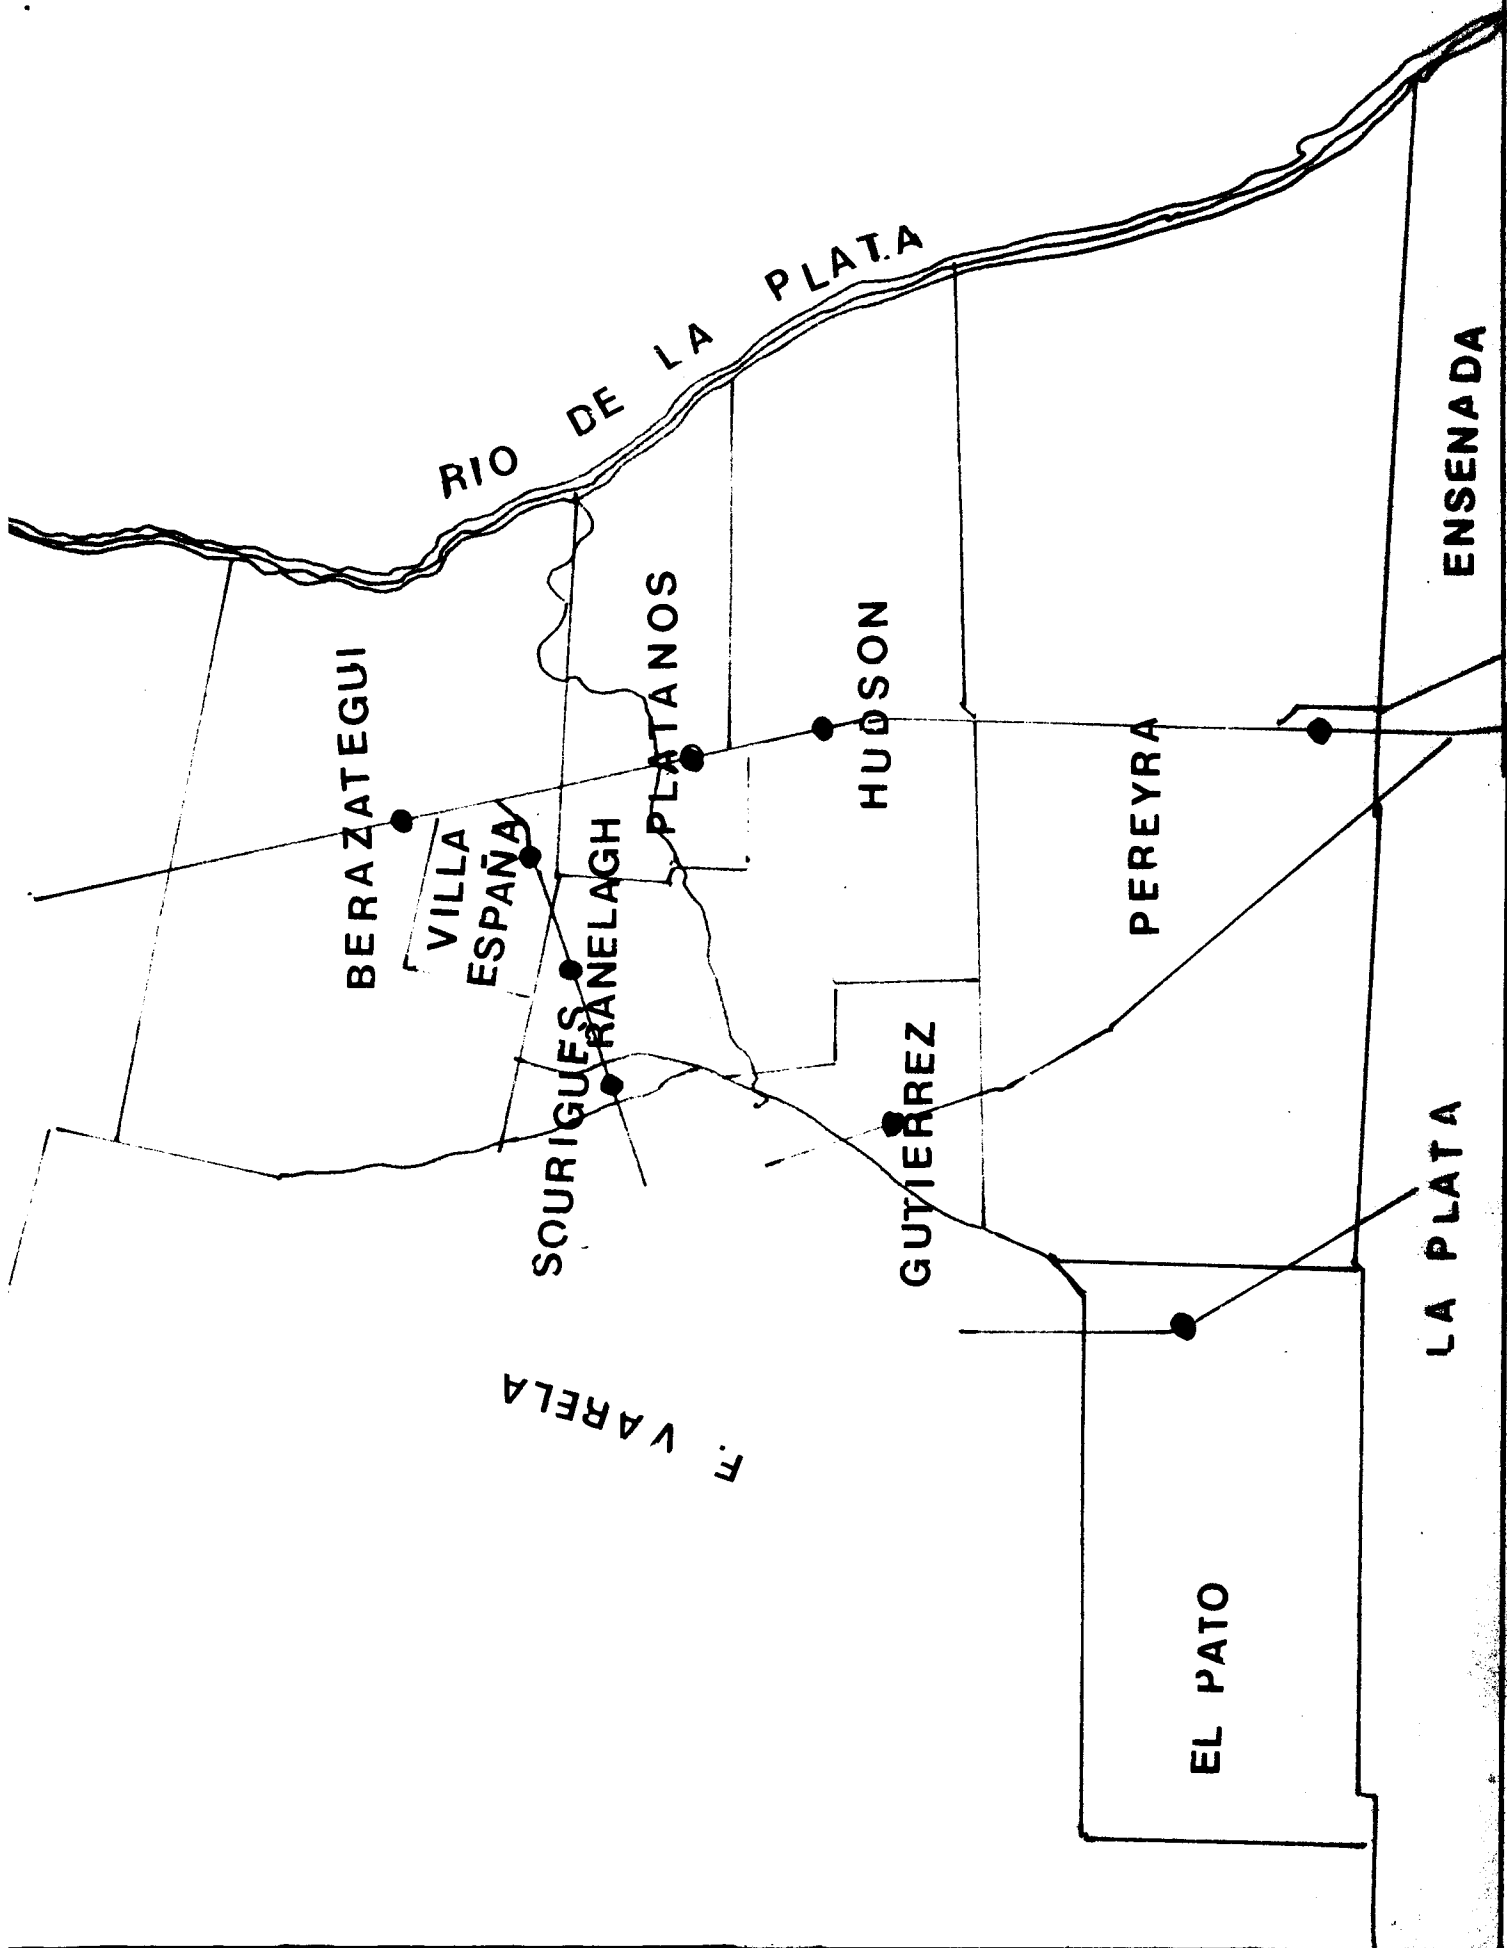 RIO DE LA PLATA
BERAZATEGUI
VILLA
ESPAÑA
PLATANOS
RANELAGH
SOURIGUES
HUDSON
GUTIERREZ
PEREYRA
ENSENADA
F. VARELA
EL PATO
LA PLATA